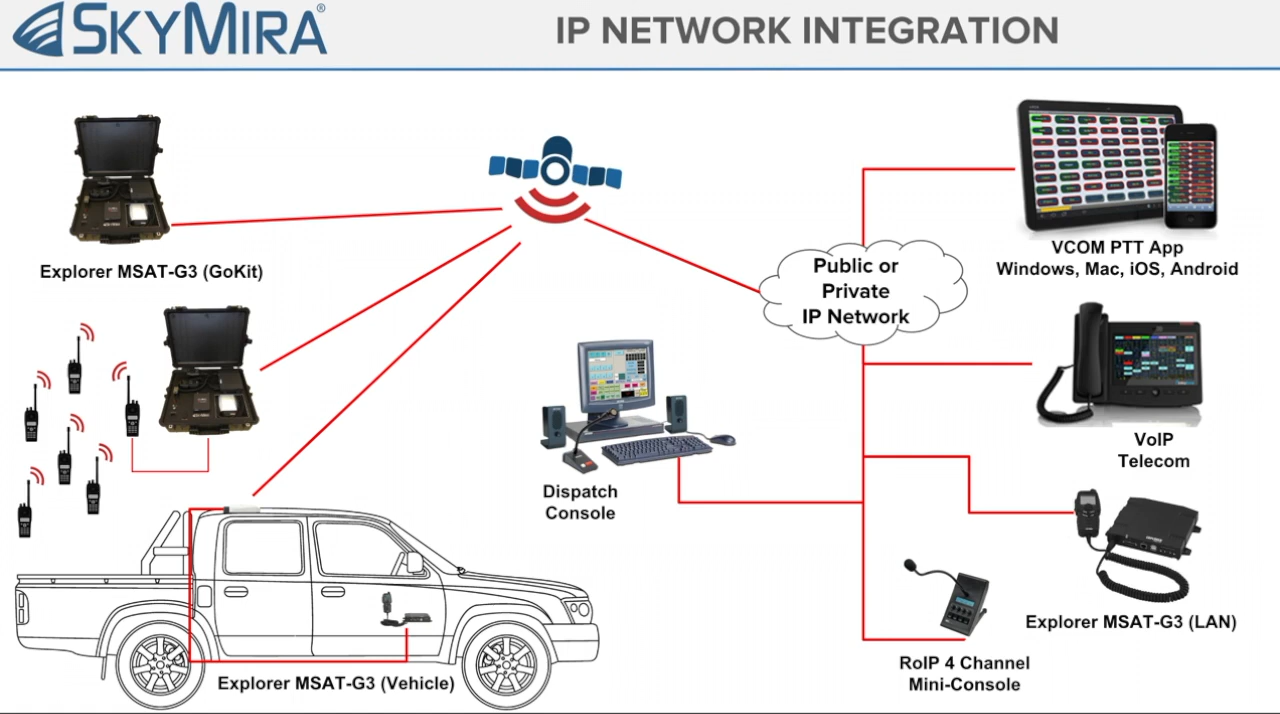 SKYMIRA®
IP NETWORK INTEGRATION
Explorer MSAT-G3 (GoKit)
VCOM PTT App
Windows, Mac, iOS, Android
Public or
Private
IP Network
VoIP
Telecom
Dispatch
Console
Explorer MSAT-G3 (LAN)
RoIP 4 Channel
Mini-Console
Explorer MSAT-G3 (Vehicle)